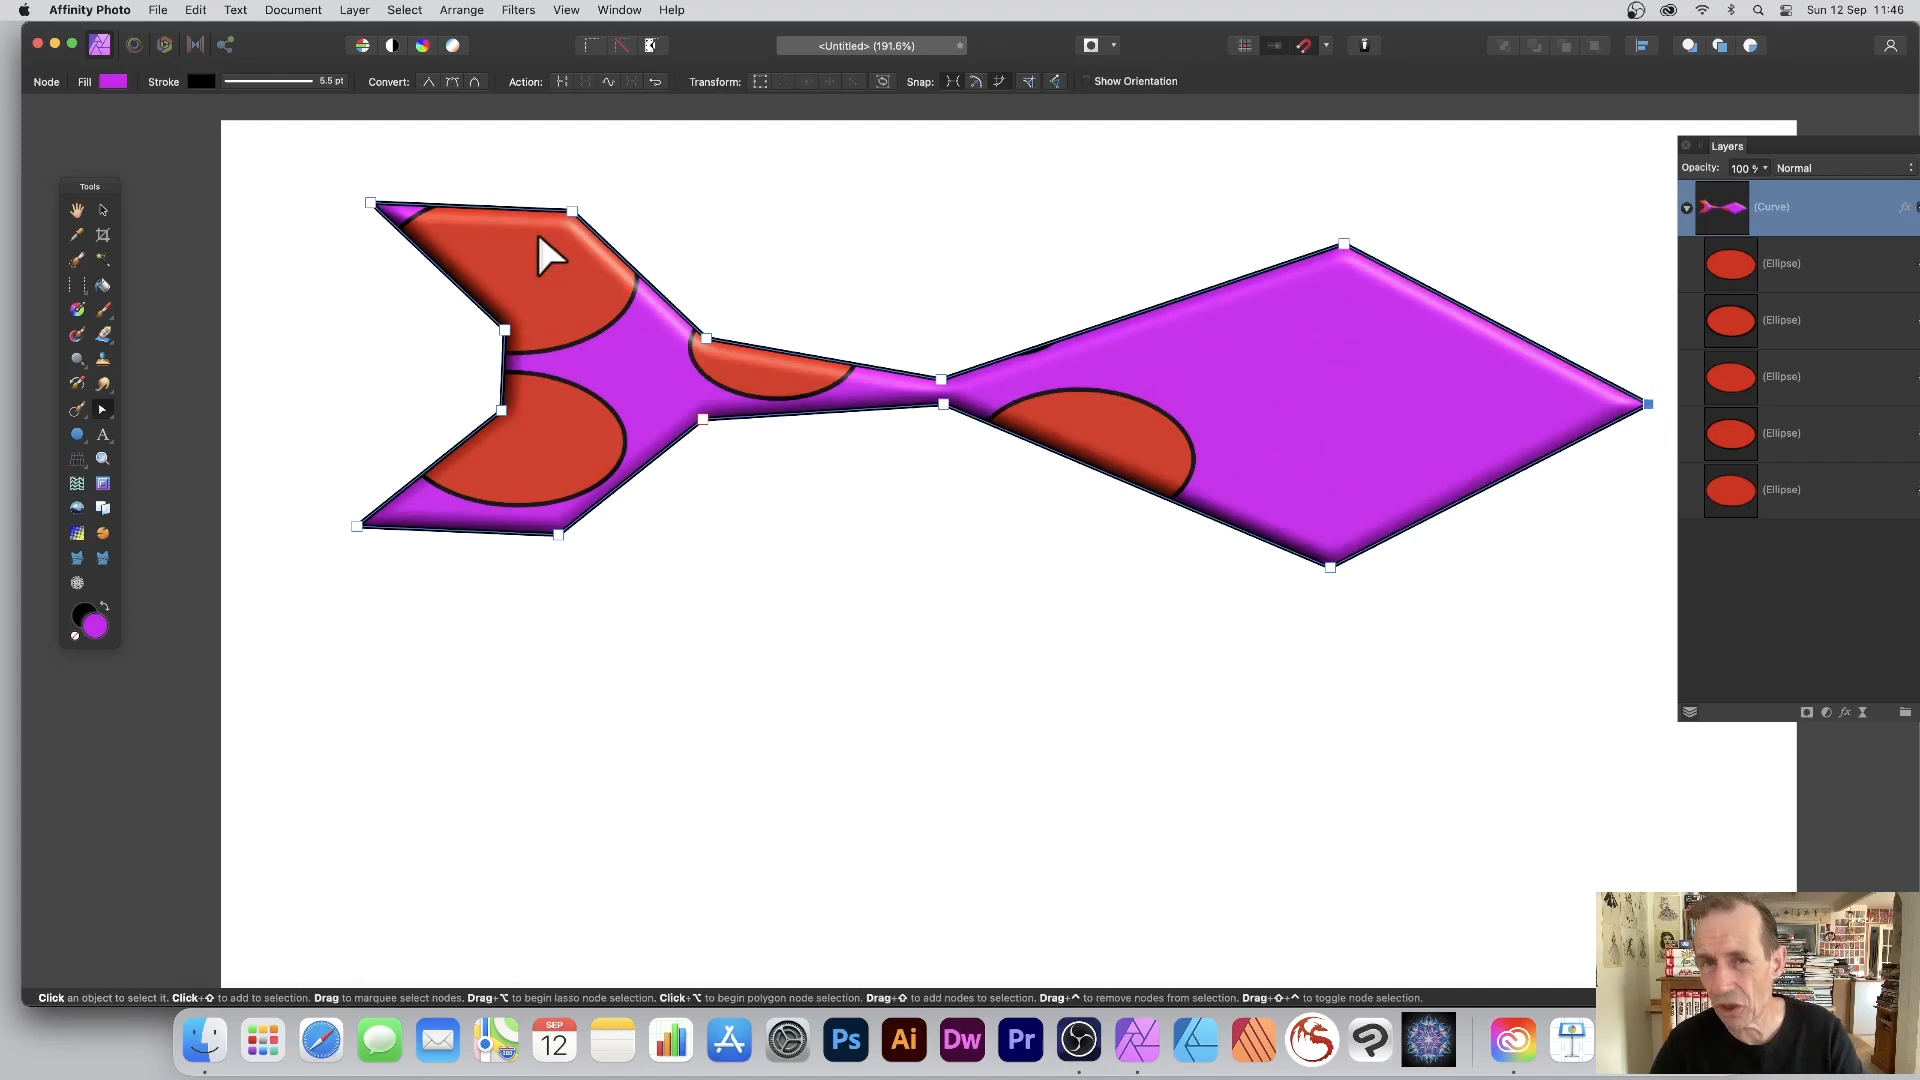 Affinity Photo File Edit Text Document Layer Select Arrange Filters View Window Help Sun 12 Sep 11:46
<Untitled> (191.6%) *
Node Fill Stroke 5.5 pt Convert: Action: Transform: Snap: Show Orientation
Tools
Layers
Opacity: 100 % Normal
(Curve) fx
(Ellipse)
(Ellipse)
(Ellipse)
(Ellipse)
(Ellipse)
A
fx
Click an object to select it. Click+⇧ to add to selection. Drag to marquee select nodes. Drag+⌥ to begin lasso node selection. Click+⌥ to begin polygon node selection. Drag+⇧ to add nodes to selection. Drag+^ to remove nodes from selection. Drag+⇧+^ to toggle node selection.
SEP
12
280
Ps Ai Dw Pr